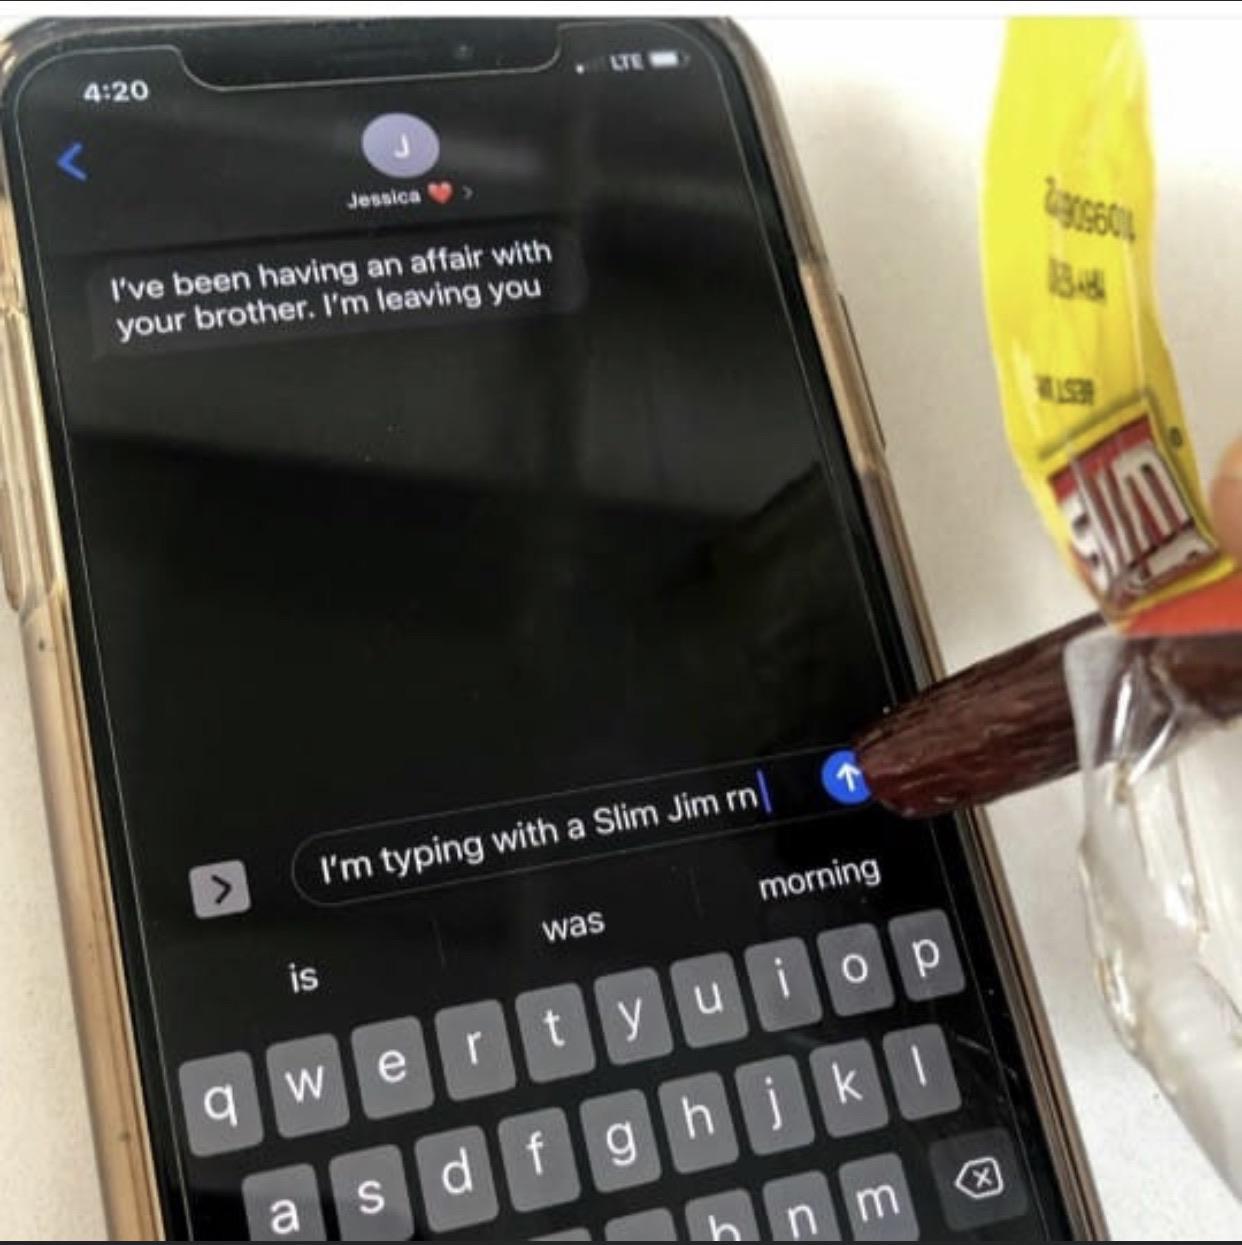 4:20
LTE
J
Jessica ❤️ >
I've been having an affair with
your brother. I'm leaving you
I'm typing with a Slim Jim rn
is was morning
q w e r t y u i o p
a s d f g h j k l
b n m
BEST
SLIM